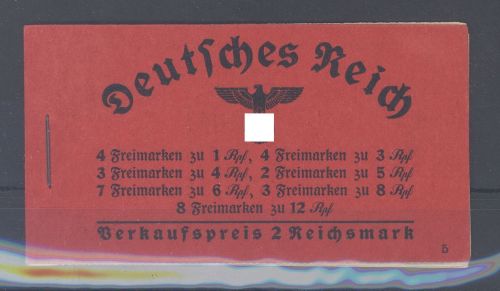 Deutſches Reich
4 Freimarken zu 1 Rpf, 4 Freimarken zu 3 Rpf
3 Freimarken zu 4 Rpf, 2 Freimarken zu 5 Rpf
7 Freimarken zu 6 Rpf, 3 Freimarken zu 8 Rpf
8 Freimarken zu 12 Rpf
Verkaufspreis 2 Reichsmark
5